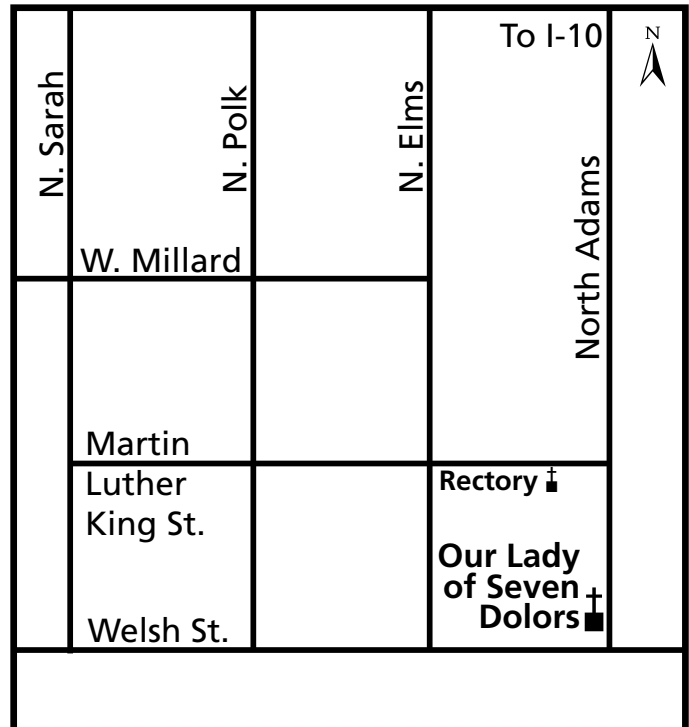 To I-10
N
N. Sarah
N. Polk
N. Elms
North Adams
W. Millard
Martin
Luther
King St.
Rectory
Our Lady
of Seven
Dolors
Welsh St.